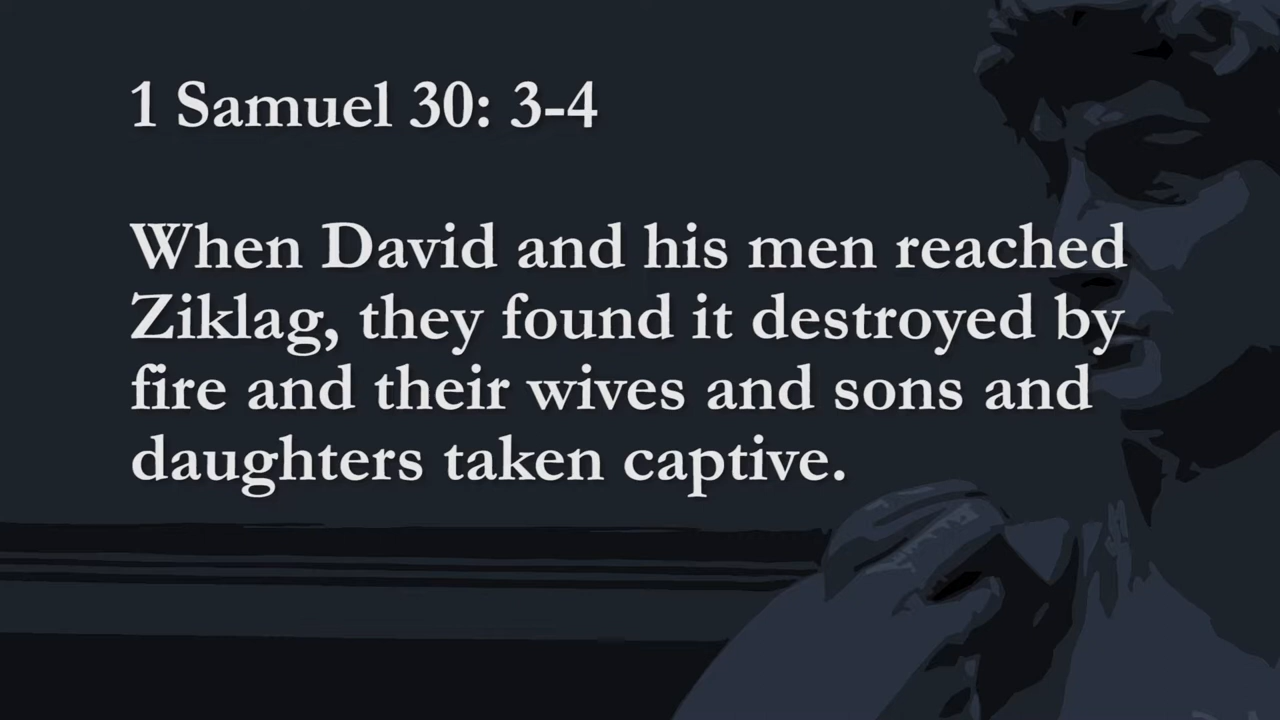 1 Samuel 30: 3-4
When David and his men reached
Ziklag, they found it destroyed by
fire and their wives and sons and
daughters taken captive.